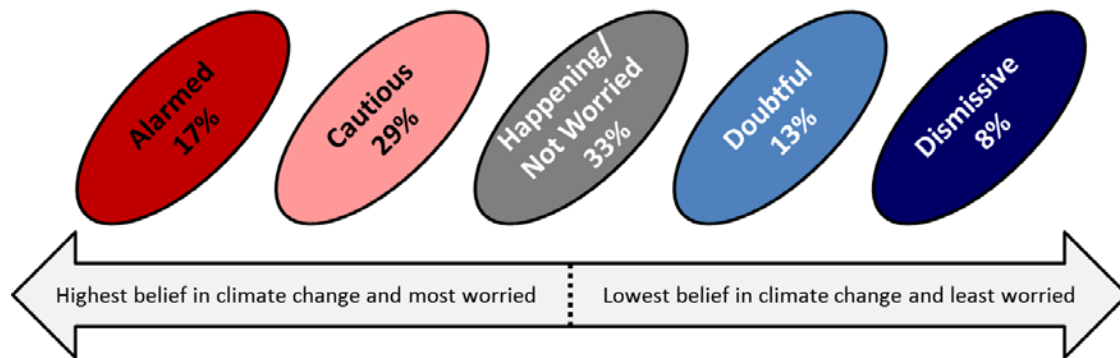 Alarmed
17%
Cautious
29%
Happening/
Not Worried
33%
Doubtful
13%
Dismissive
8%
Highest belief in climate change and most worried
Lowest belief in climate change and least worried